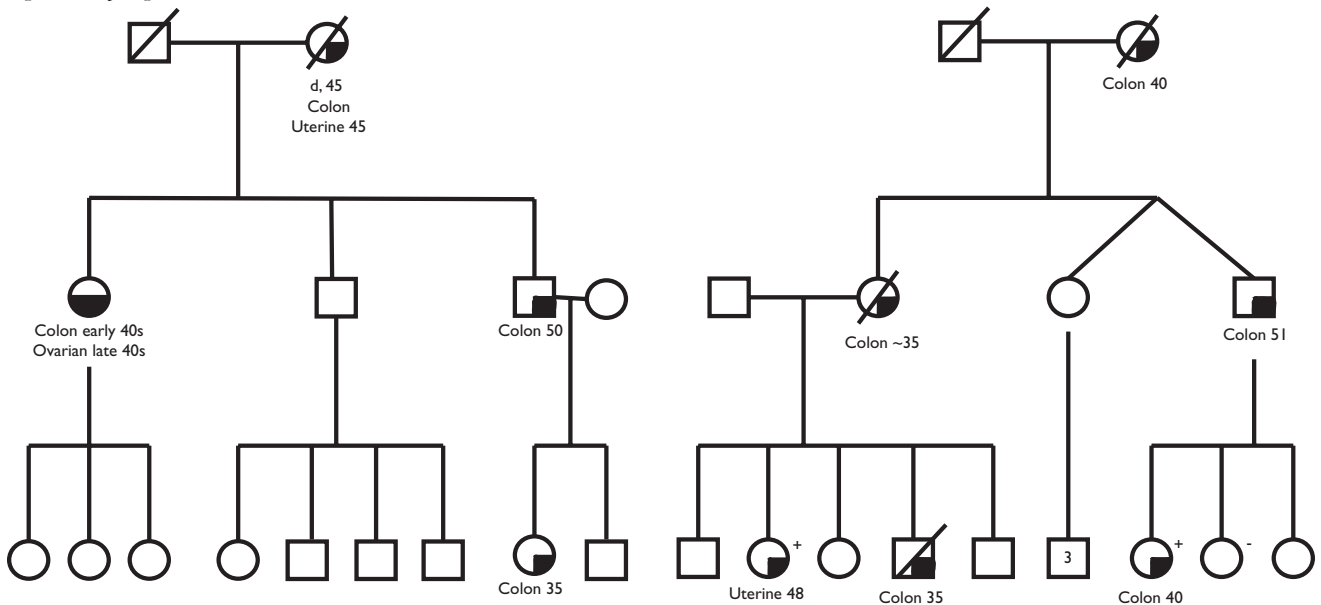 d, 45
Colon
Uterine 45
Colon 40
Colon early 40s
Ovarian late 40s
Colon 50
Colon ~35
Colon 51
+
3
+
-
Colon 35
Uterine 48
Colon 35
Colon 40